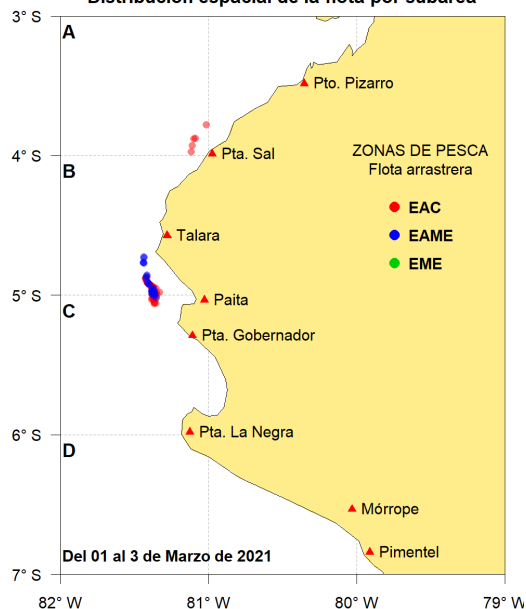 Distribución espacial de la flota por subárea
3° S
A
Pto. Pizarro
4° S
Pta. Sal
B
ZONAS DE PESCA
Flota arrastrera
EAC
EAME
EME
Talara
5° S
Paita
C
Pta. Gobernador
6° S
Pta. La Negra
D
Mórrope
Pimentel
Del 01 al 3 de Marzo de 2021
7° S
82° W
81° W
80° W
79° W